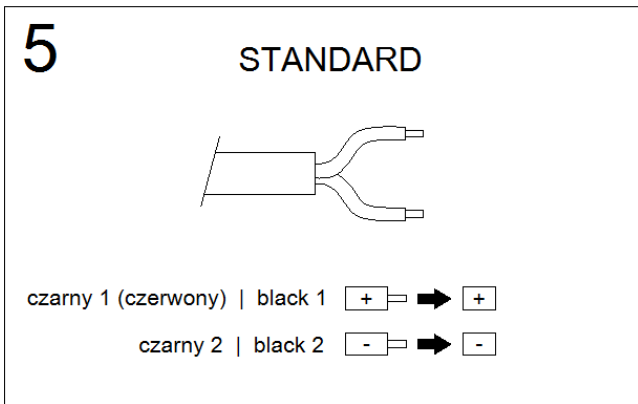 5
STANDARD
czarny 1 (czerwony) | black 1 + +
czarny 2 | black 2 - -